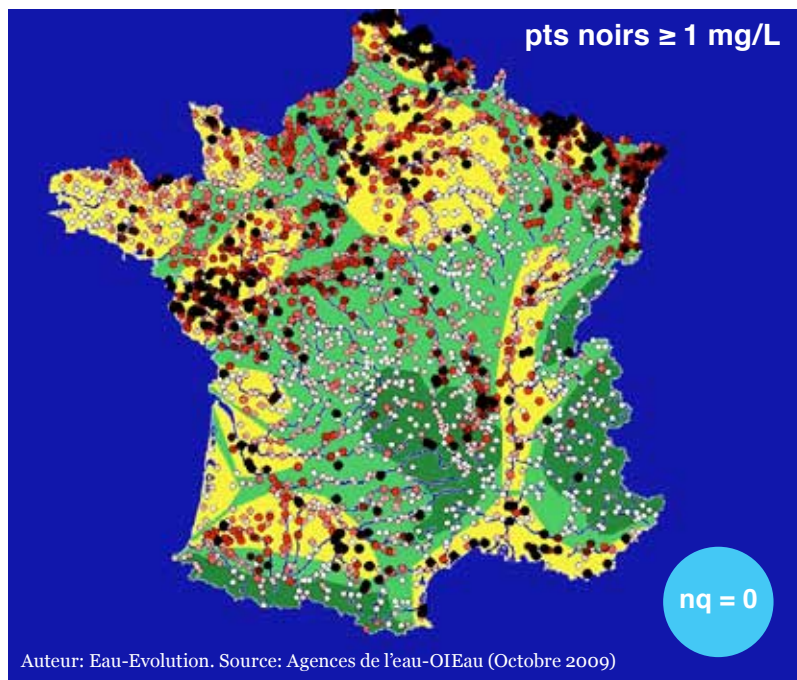 pts noirs ≥ 1 mg/L
nq = 0
Auteur: Eau-Evolution. Source: Agences de l'eau-OIEau (Octobre 2009)